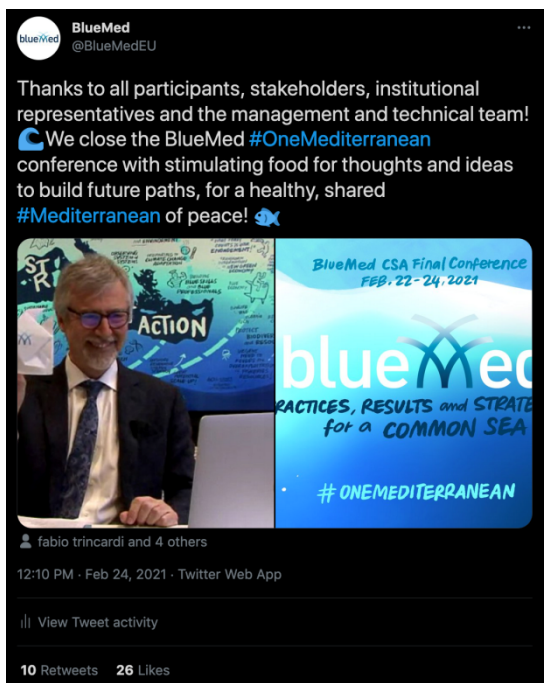 blueMed
BlueMed
@BlueMedEU
Thanks to all participants, stakeholders, institutional
representatives and the management and technical team!
🌊We close the BlueMed #OneMediterranean
conference with stimulating food for thoughts and ideas
to build future paths, for a healthy, shared
#Mediterranean of peace! 🐟
ST
R
ACTION
BlueMed CSA Final Conference
FEB. 22-24. 2021
blueMed
RACTICES, RESULTS and STRATE
for a COMMON SEA
# ONEMEDITERRANEAN
fabio trincardi and 4 others
12:10 PM · Feb 24, 2021 · Twitter Web App
View Tweet activity
10 Retweets 26 Likes